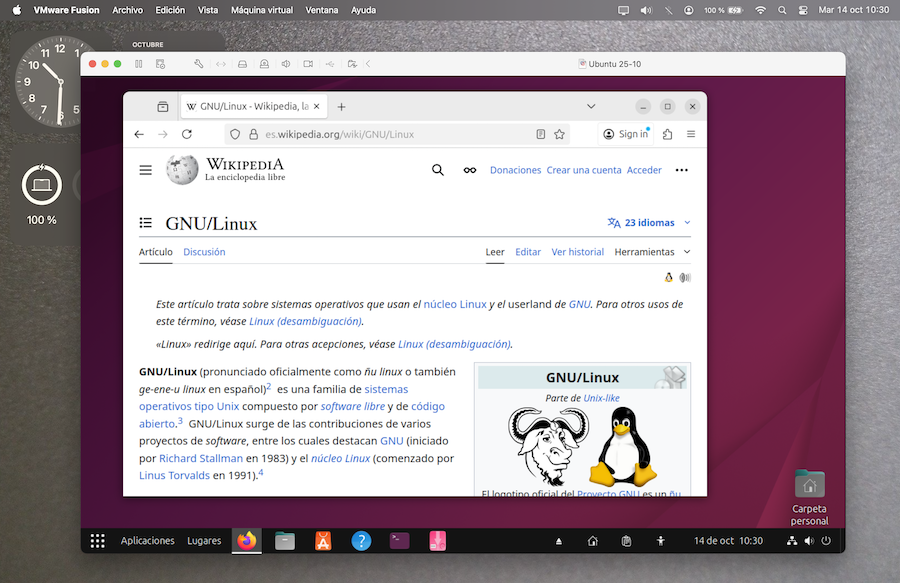 VMware Fusion Archivo Edición Vista Máquina virtual Ventana Ayuda 100 % Mar 14 oct 10:30
OCTUBRE
11 12 1
10
9
8
7 6 5
100 %
Ubuntu 25-10
W GNU/Linux - Wikipedia, la
es.wikipedia.org/wiki/GNU/Linux Sign in
WIKIPEDIA
La enciclopedia libre
Donaciones Crear una cuenta Acceder
GNU/Linux
23 idiomas
Artículo Discusión Leer Editar Ver historial Herramientas
Este artículo trata sobre sistemas operativos que usan el núcleo Linux y el userland de GNU. Para otros usos de
este término, véase Linux (desambiguación).
«Linux» redirige aquí. Para otras acepciones, véase Linux (desambiguación).
GNU/Linux (pronunciado oficialmente como ñu linux o también
ge-ene-u linux en español)2 es una familia de sistemas
operativos tipo Unix compuesto por software libre y de código
abierto.3 GNU/Linux surge de las contribuciones de varios
proyectos de software, entre los cuales destacan GNU (iniciado
por Richard Stallman en 1983) y el núcleo Linux (comenzado por
Linus Torvalds en 1991).4
GNU/Linux
Parte de Unix-like
El logotipo oficial del Proyecto GNU es un ñu
Carpeta
personal
Aplicaciones Lugares 14 de oct 10:30